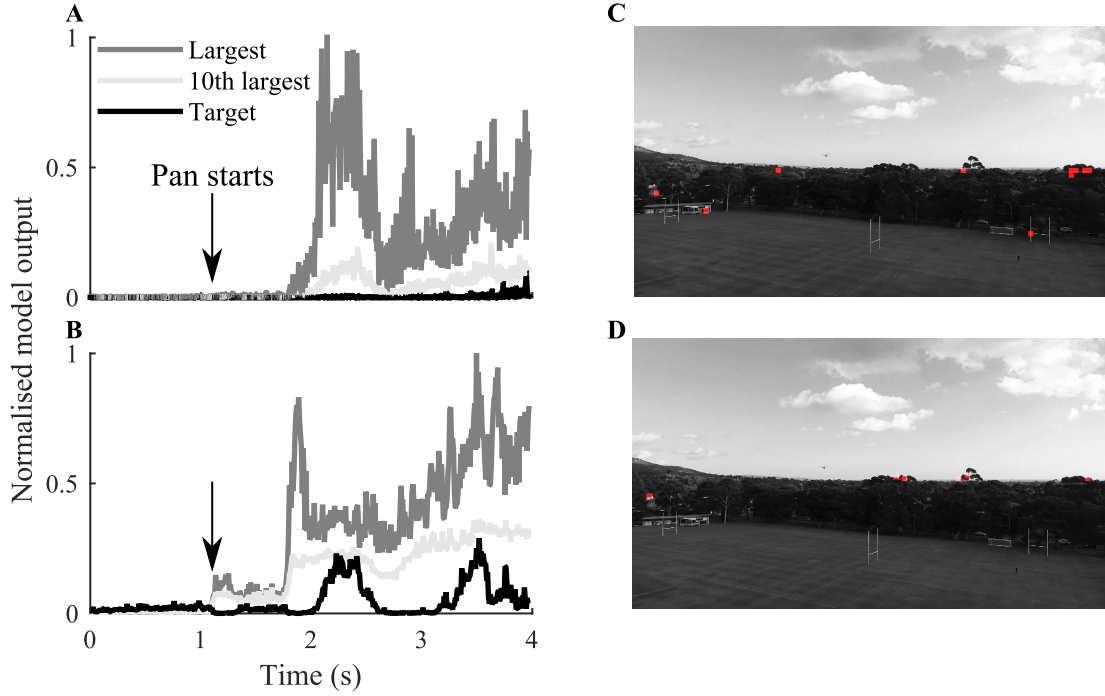 A
1
Largest
10th largest
Target
0.5
Pan starts
0
B
1
0.5
0
0
1
2
3
4
Time (s)
Normalised model output
C
D